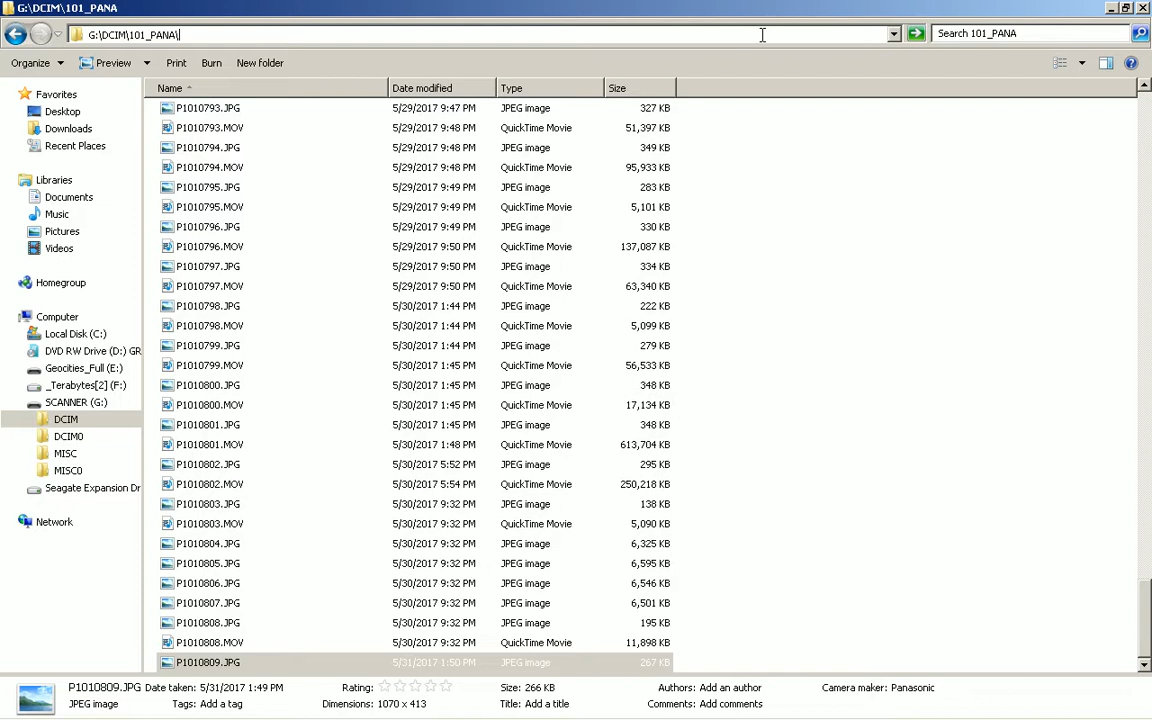 G:\DCIM\101_PANA
G:\DCIM\101_PANA\
Search 101_PANA
Organize Preview Print Burn New folder
Favorites
Desktop
Downloads
Recent Places
Libraries
Documents
Music
Pictures
Videos
Homegroup
Computer
Local Disk (C:)
DVD RW Drive (D:) GR
Geocities_Full (E:)
_Terabytes[2] (F:)
SCANNER (G:)
DCIM
DCIM0
MISC
MISC0
Seagate Expansion Dr
Network
Name Date modified Type Size
P1010793.JPG 5/29/2017 9:47 PM JPEG image 327 KB
P1010793.MOV 5/29/2017 9:48 PM QuickTime Movie 51,397 KB
P1010794.JPG 5/29/2017 9:48 PM JPEG image 349 KB
P1010794.MOV 5/29/2017 9:48 PM QuickTime Movie 95,933 KB
P1010795.JPG 5/29/2017 9:49 PM JPEG image 283 KB
P1010795.MOV 5/29/2017 9:49 PM QuickTime Movie 5,101 KB
P1010796.JPG 5/29/2017 9:49 PM JPEG image 330 KB
P1010796.MOV 5/29/2017 9:50 PM QuickTime Movie 137,087 KB
P1010797.JPG 5/29/2017 9:50 PM JPEG image 334 KB
P1010797.MOV 5/29/2017 9:50 PM QuickTime Movie 63,340 KB
P1010798.JPG 5/30/2017 1:44 PM JPEG image 222 KB
P1010798.MOV 5/30/2017 1:44 PM QuickTime Movie 5,099 KB
P1010799.JPG 5/30/2017 1:44 PM JPEG image 279 KB
P1010799.MOV 5/30/2017 1:45 PM QuickTime Movie 56,533 KB
P1010800.JPG 5/30/2017 1:45 PM JPEG image 348 KB
P1010800.MOV 5/30/2017 1:45 PM QuickTime Movie 17,134 KB
P1010801.JPG 5/30/2017 1:45 PM JPEG image 348 KB
P1010801.MOV 5/30/2017 1:48 PM QuickTime Movie 613,704 KB
P1010802.JPG 5/30/2017 5:52 PM JPEG image 295 KB
P1010802.MOV 5/30/2017 5:54 PM QuickTime Movie 250,218 KB
P1010803.JPG 5/30/2017 9:32 PM JPEG image 138 KB
P1010803.MOV 5/30/2017 9:32 PM QuickTime Movie 5,090 KB
P1010804.JPG 5/30/2017 9:32 PM JPEG image 6,325 KB
P1010805.JPG 5/30/2017 9:32 PM JPEG image 6,595 KB
P1010806.JPG 5/30/2017 9:32 PM JPEG image 6,546 KB
P1010807.JPG 5/30/2017 9:32 PM JPEG image 6,501 KB
P1010808.JPG 5/30/2017 9:32 PM JPEG image 195 KB
P1010808.MOV 5/30/2017 9:32 PM QuickTime Movie 11,898 KB
P1010809.JPG 5/31/2017 1:50 PM JPEG image 267 KB
P1010809.JPG Date taken: 5/31/2017 1:49 PM Rating: Size: 266 KB Authors: Add an author Camera maker: Panasonic
JPEG image Tags: Add a tag Dimensions: 1070 x 413 Title: Add a title Comments: Add comments